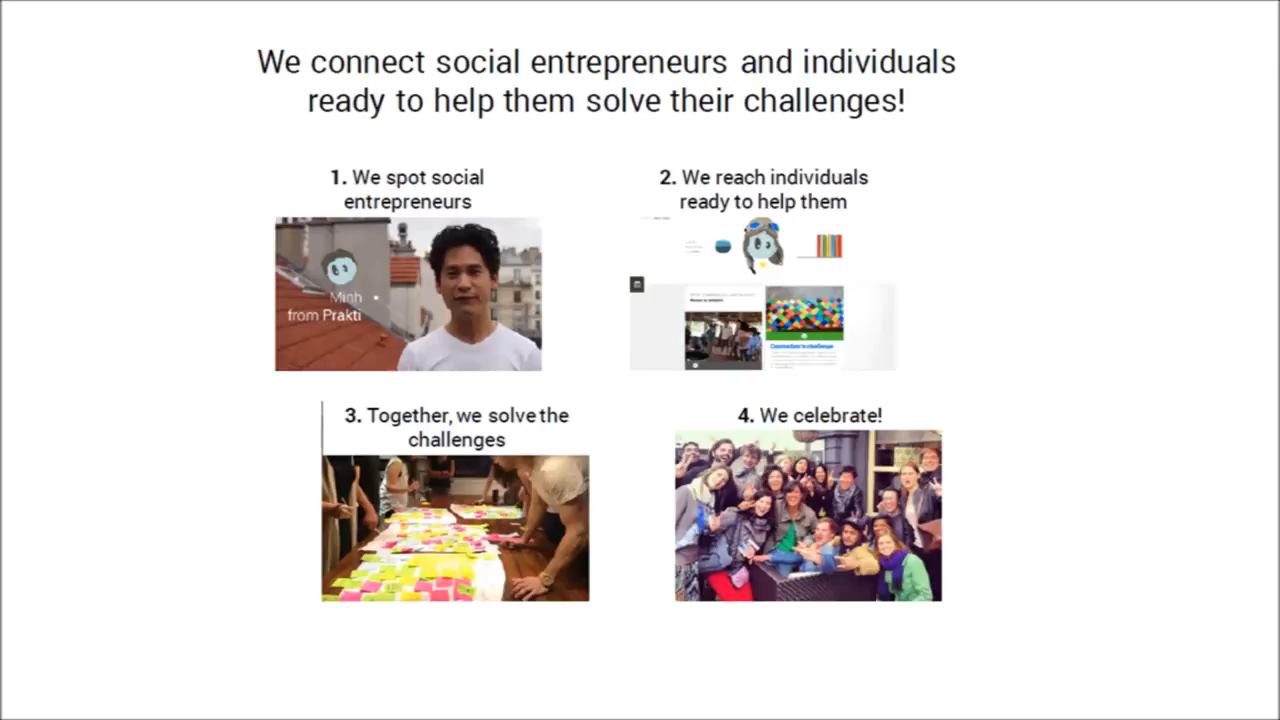 We connect social entrepreneurs and individuals
ready to help them solve their challenges!
1. We spot social
entrepreneurs
Minh
from Prakti
2. We reach individuals
ready to help them
3. Together, we solve the
challenges
4. We celebrate!